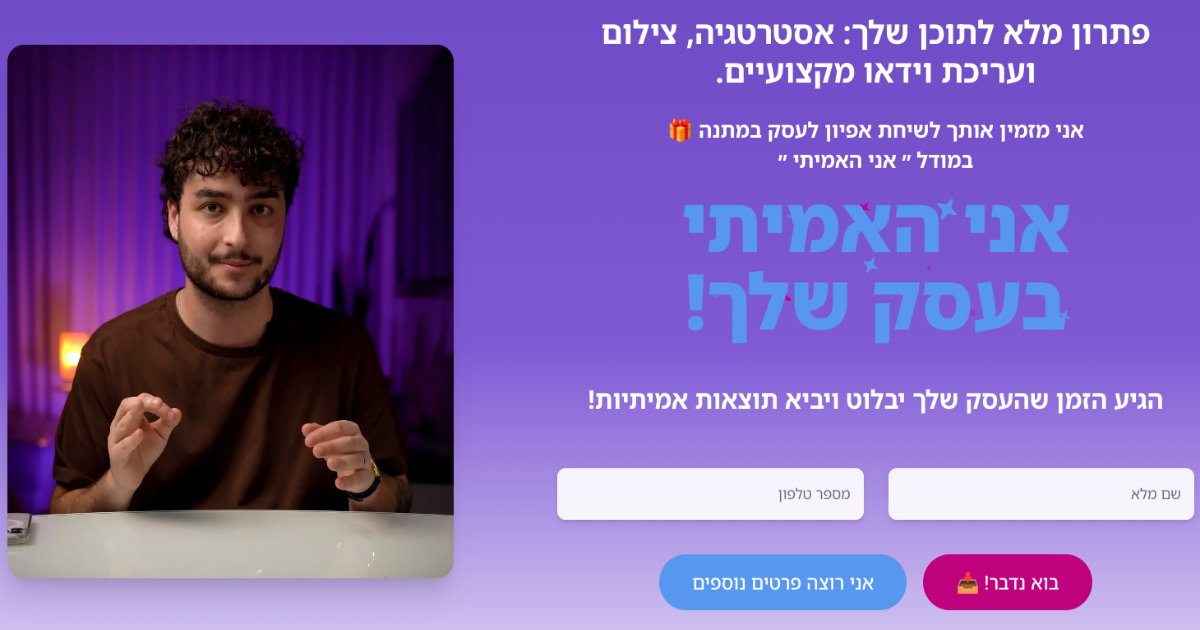 פתרון מלא לתוכן שלך: אסטרטגיה, צילום
ועריכת וידאו מקצועיים.
אני מזמין אותך לשיחת אפיון לעסק במתנה 🎁
במודל ״ אני האמיתי ״
אני האמיתי
בעסק שלך!
הגיע הזמן שהעסק שלך יבלוט ויביא תוצאות אמיתיות!
שם מלא
מספר טלפון
בוא נדבר! 📥
אני רוצה פרטים נוספים